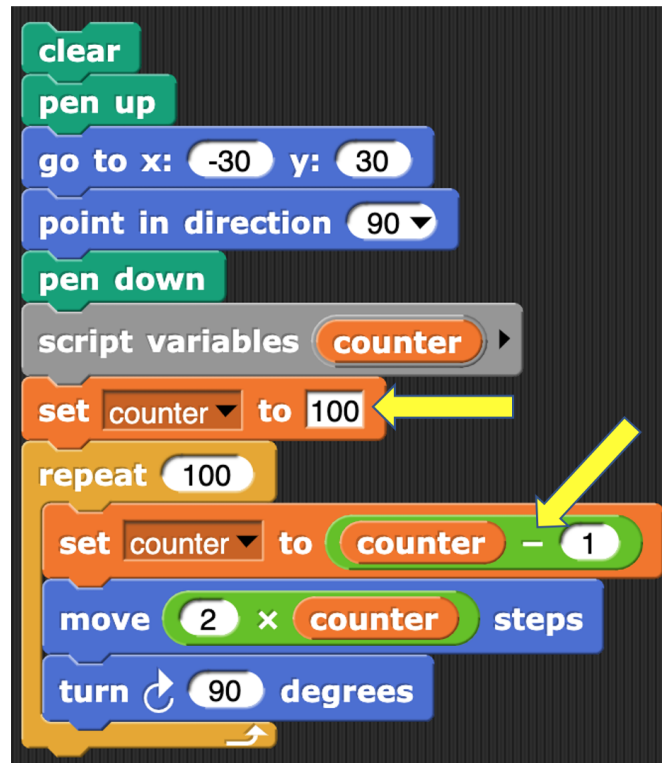 clear
pen up
go to x: -30 y: 30
point in direction 90
pen down
script variables counter
set counter to 100
repeat 100
set counter to counter − 1
move 2 × counter steps
turn 90 degrees